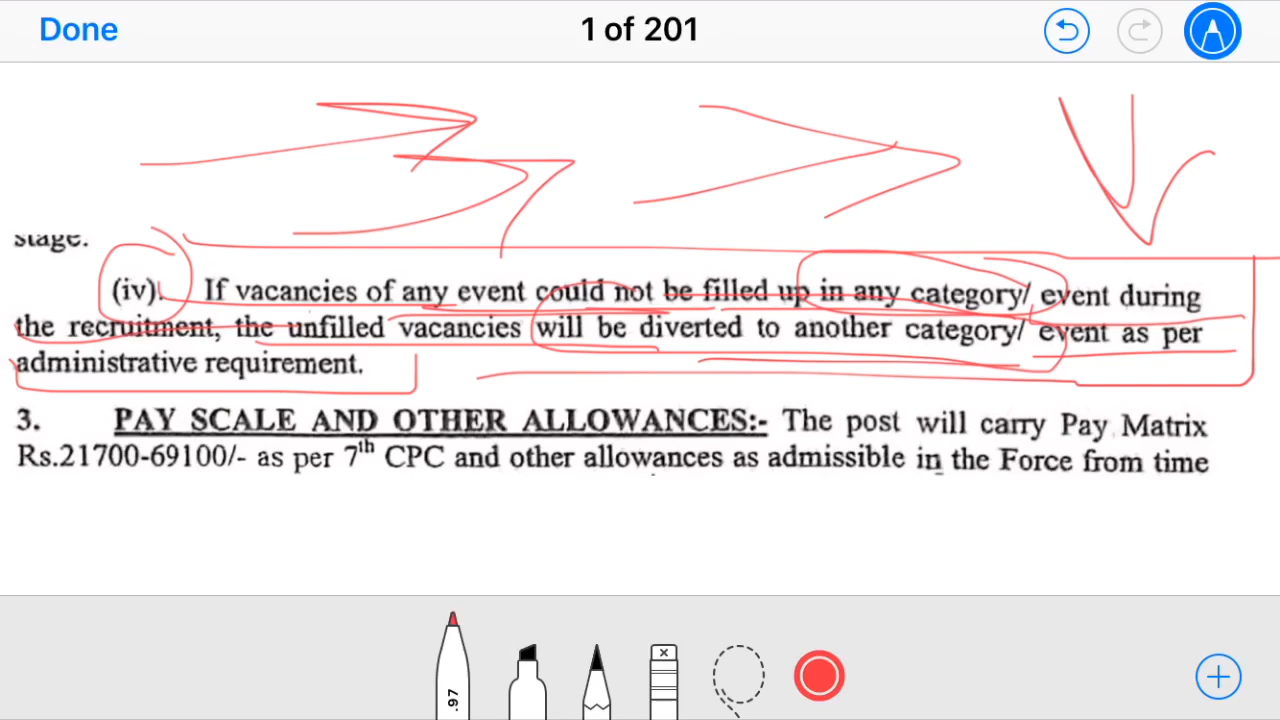 Done
1 of 201
stage.
(iv). If vacancies of any event could not be filled up in any category/ event during
the recruitment, the unfilled vacancies will be diverted to another category/ event as per
administrative requirement.
3. PAY SCALE AND OTHER ALLOWANCES:- The post will carry Pay Matrix
Rs.21700-69100/- as per 7th CPC and other allowances as admissible in the Force from time
.97